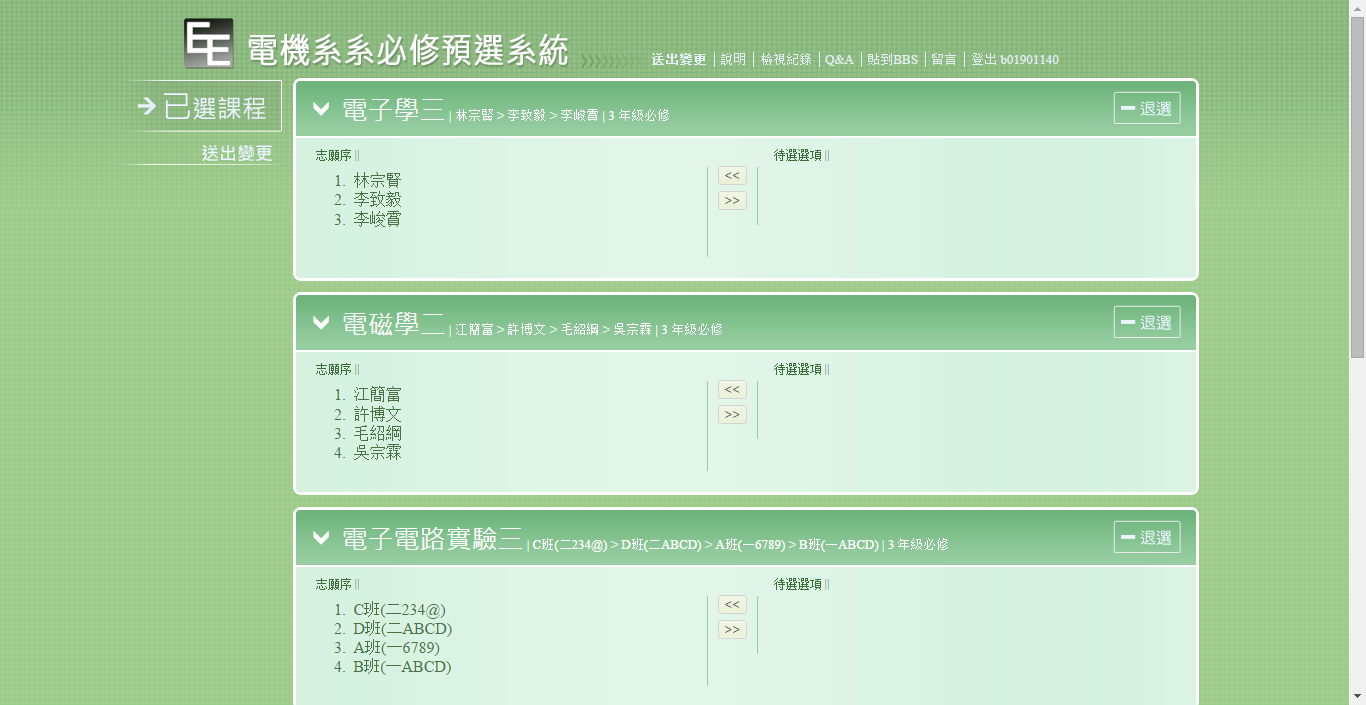 EE 電機系系必修預選系統 送出變更 | 說明 | 檢視紀錄 | Q&A | 貼到BBS | 留言 | 登出 b01901140
已選課程
送出變更
電子學三 | 林宗賢 > 李致毅 > 李峻霣 | 3 年級必修
退選
志願序 ||
待選選項 ||
1. 林宗賢
2. 李致毅
3. 李峻霣
<<
>>
電磁學二 | 江簡富 > 許博文 > 毛紹綱 > 吳宗霖 | 3 年級必修
退選
志願序 ||
待選選項 ||
1. 江簡富
2. 許博文
3. 毛紹綱
4. 吳宗霖
<<
>>
電子電路實驗三 | C班(二234@) > D班(二ABCD) > A班(一6789) > B班(一ABCD) | 3 年級必修
退選
志願序 ||
待選選項 ||
1. C班(二234@)
2. D班(二ABCD)
3. A班(一6789)
4. B班(一ABCD)
<<
>>